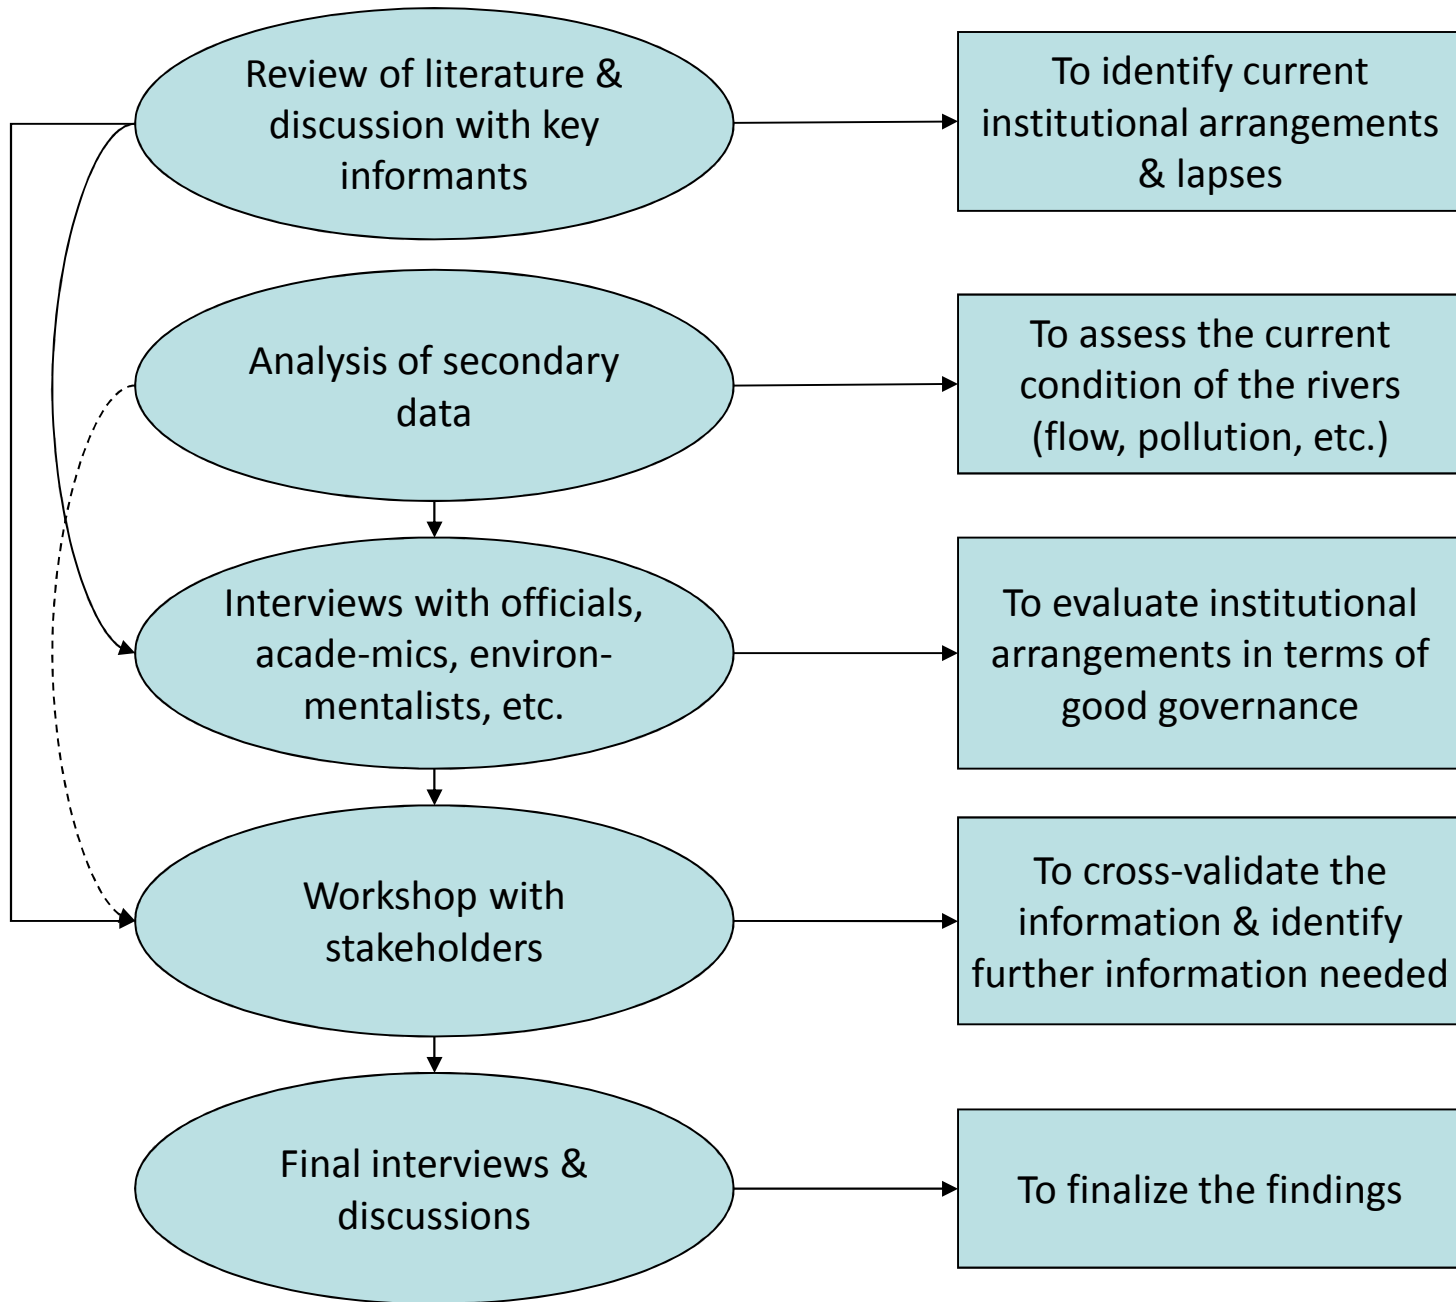 Review of literature &
discussion with key
informants
To identify current
institutional arrangements
& lapses
Analysis of secondary
data
To assess the current
condition of the rivers
(flow, pollution, etc.)
Interviews with officials,
acade-mics, environ-
mentalists, etc.
To evaluate institutional
arrangements in terms of
good governance
Workshop with
stakeholders
To cross-validate the
information & identify
further information needed
Final interviews &
discussions
To finalize the findings